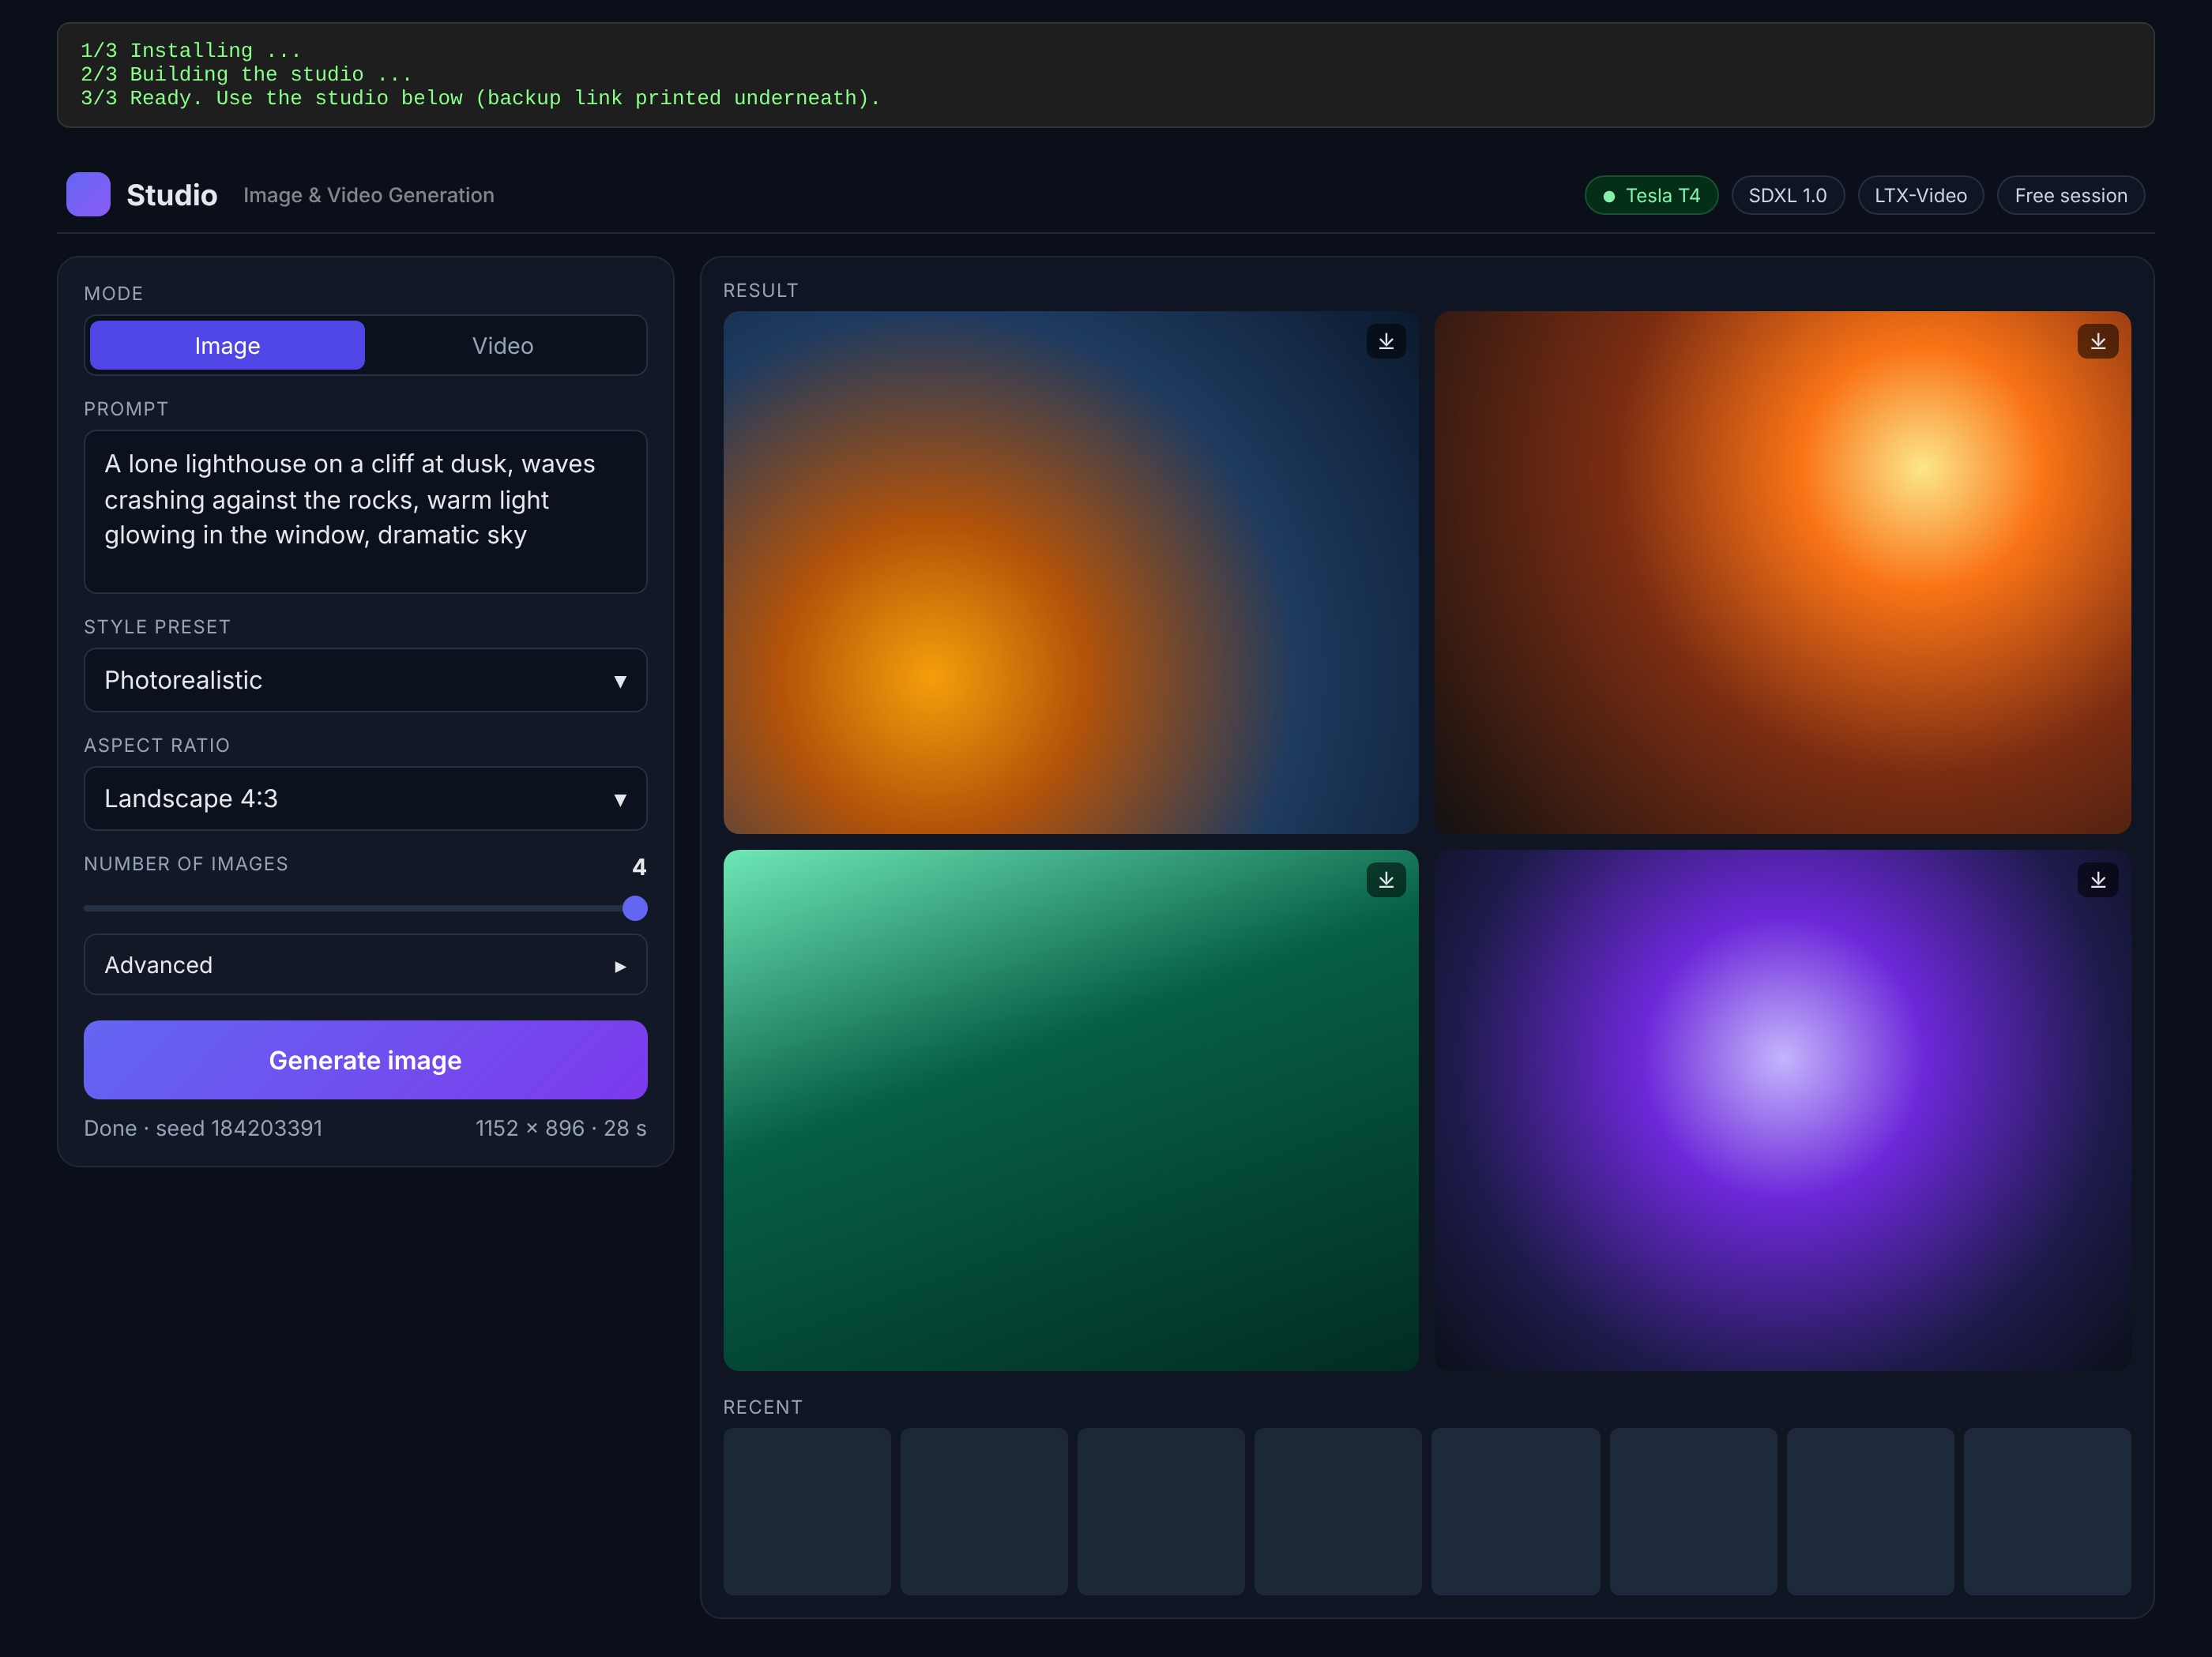 1/3 Installing ...
2/3 Building the studio ...
3/3 Ready. Use the studio below (backup link printed underneath).
Studio
Image & Video Generation
Tesla T4
SDXL 1.0
LTX-Video
Free session
MODE
Image
Video
PROMPT
A lone lighthouse on a cliff at dusk, waves
crashing against the rocks, warm light
glowing in the window, dramatic sky
STYLE PRESET
Photorealistic
ASPECT RATIO
Landscape 4:3
NUMBER OF IMAGES
4
Advanced
Generate image
Done · seed 184203391
1152 × 896 · 28 s
RESULT
RECENT